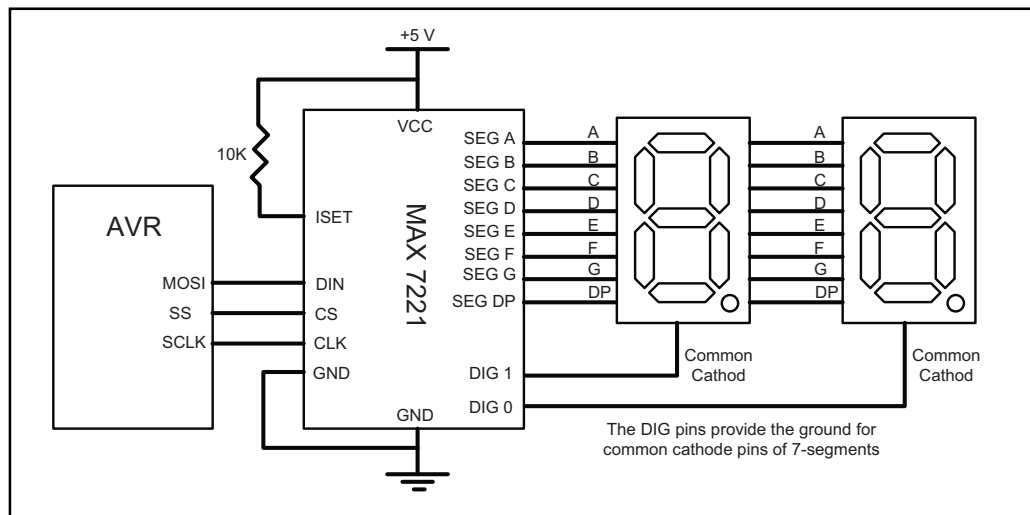 +5 V
VCC
10K
ISET
AVR
MOSI
SS
SCLK
DIN
CS
CLK
GND
GND
MAX 7221
SEG A
SEG B
SEG C
SEG D
SEG E
SEG F
SEG G
SEG DP
DIG 1
DIG 0
A
B
C
D
E
F
G
DP
A
B
C
D
E
F
G
DP
Common
Cathod
Common
Cathod
The DIG pins provide the ground for
common cathode pins of 7-segments